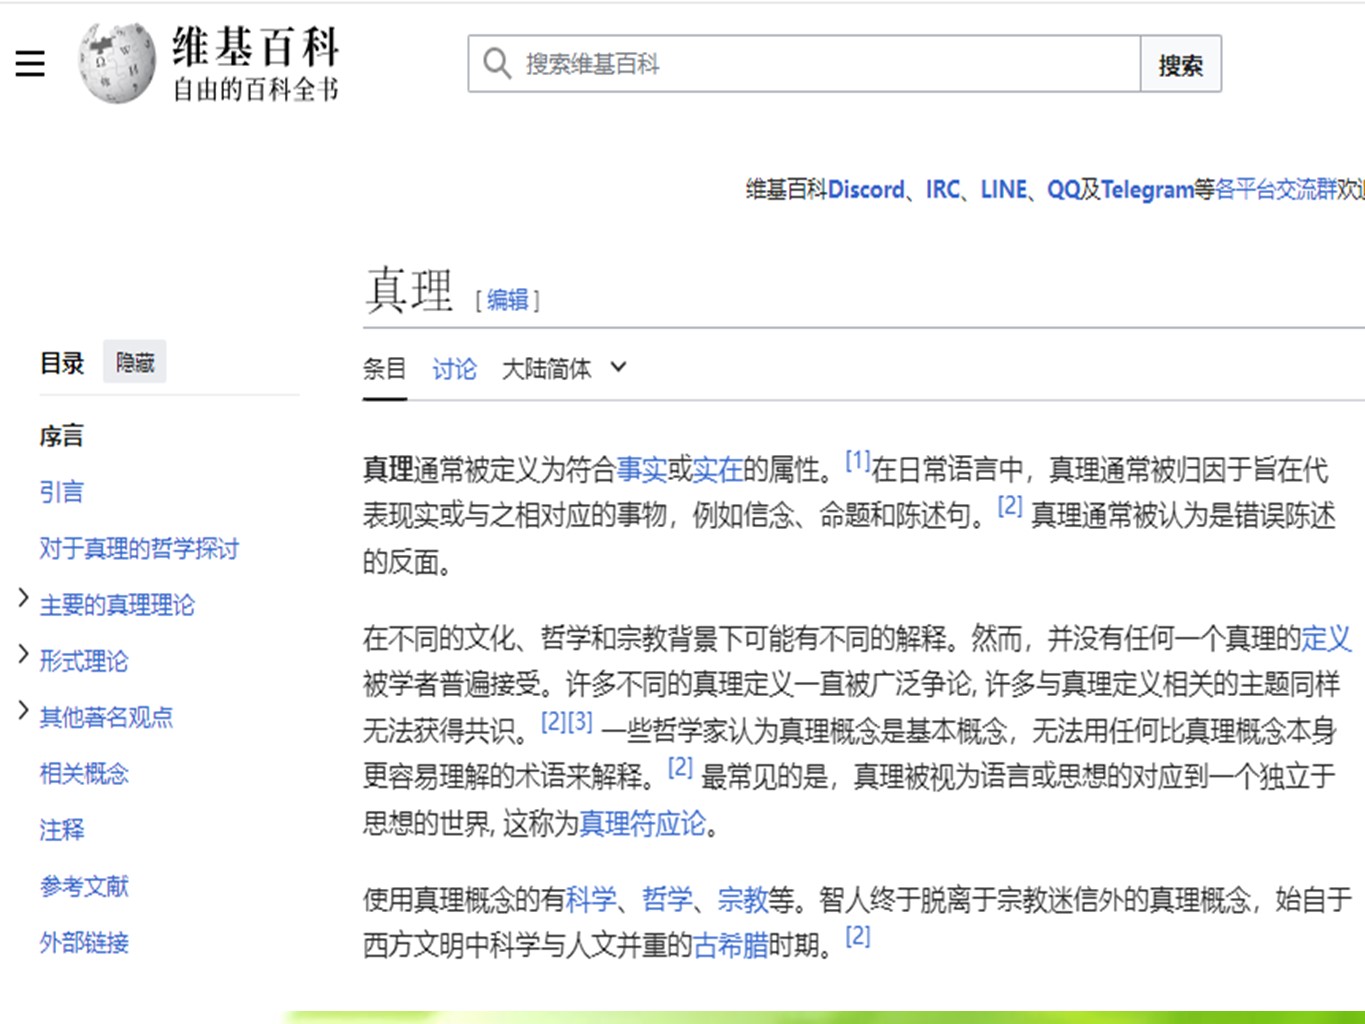 维基百科
自由的百科全书
搜索维基百科
搜索
维基百科Discord、IRC、LINE、QQ及Telegram等各平台交流群欢
真理 [编辑]
目录 隐藏
条目 讨论 大陆简体
序言
引言
对于真理的哲学探讨
主要的真理理论
形式理论
其他著名观点
相关概念
注释
参考文献
外部链接
真理通常被定义为符合事实或实在的属性。[1]在日常语言中，真理通常被归因于旨在代
表现实或与之相对应的事物，例如信念、命题和陈述句。[2] 真理通常被认为是错误陈述
的反面。
在不同的文化、哲学和宗教背景下可能有不同的解释。然而，并没有任何一个真理的定义
被学者普遍接受。许多不同的真理定义一直被广泛争论, 许多与真理定义相关的主题同样
无法获得共识。[2][3] 一些哲学家认为真理概念是基本概念，无法用任何比真理概念本身
更容易理解的术语来解释。[2] 最常见的是，真理被视为语言或思想的对应到一个独立于
思想的世界, 这称为真理符应论。
使用真理概念的有科学、哲学、宗教等。智人终于脱离于宗教迷信外的真理概念，始自于
西方文明中科学与人文并重的古希腊时期。[2]